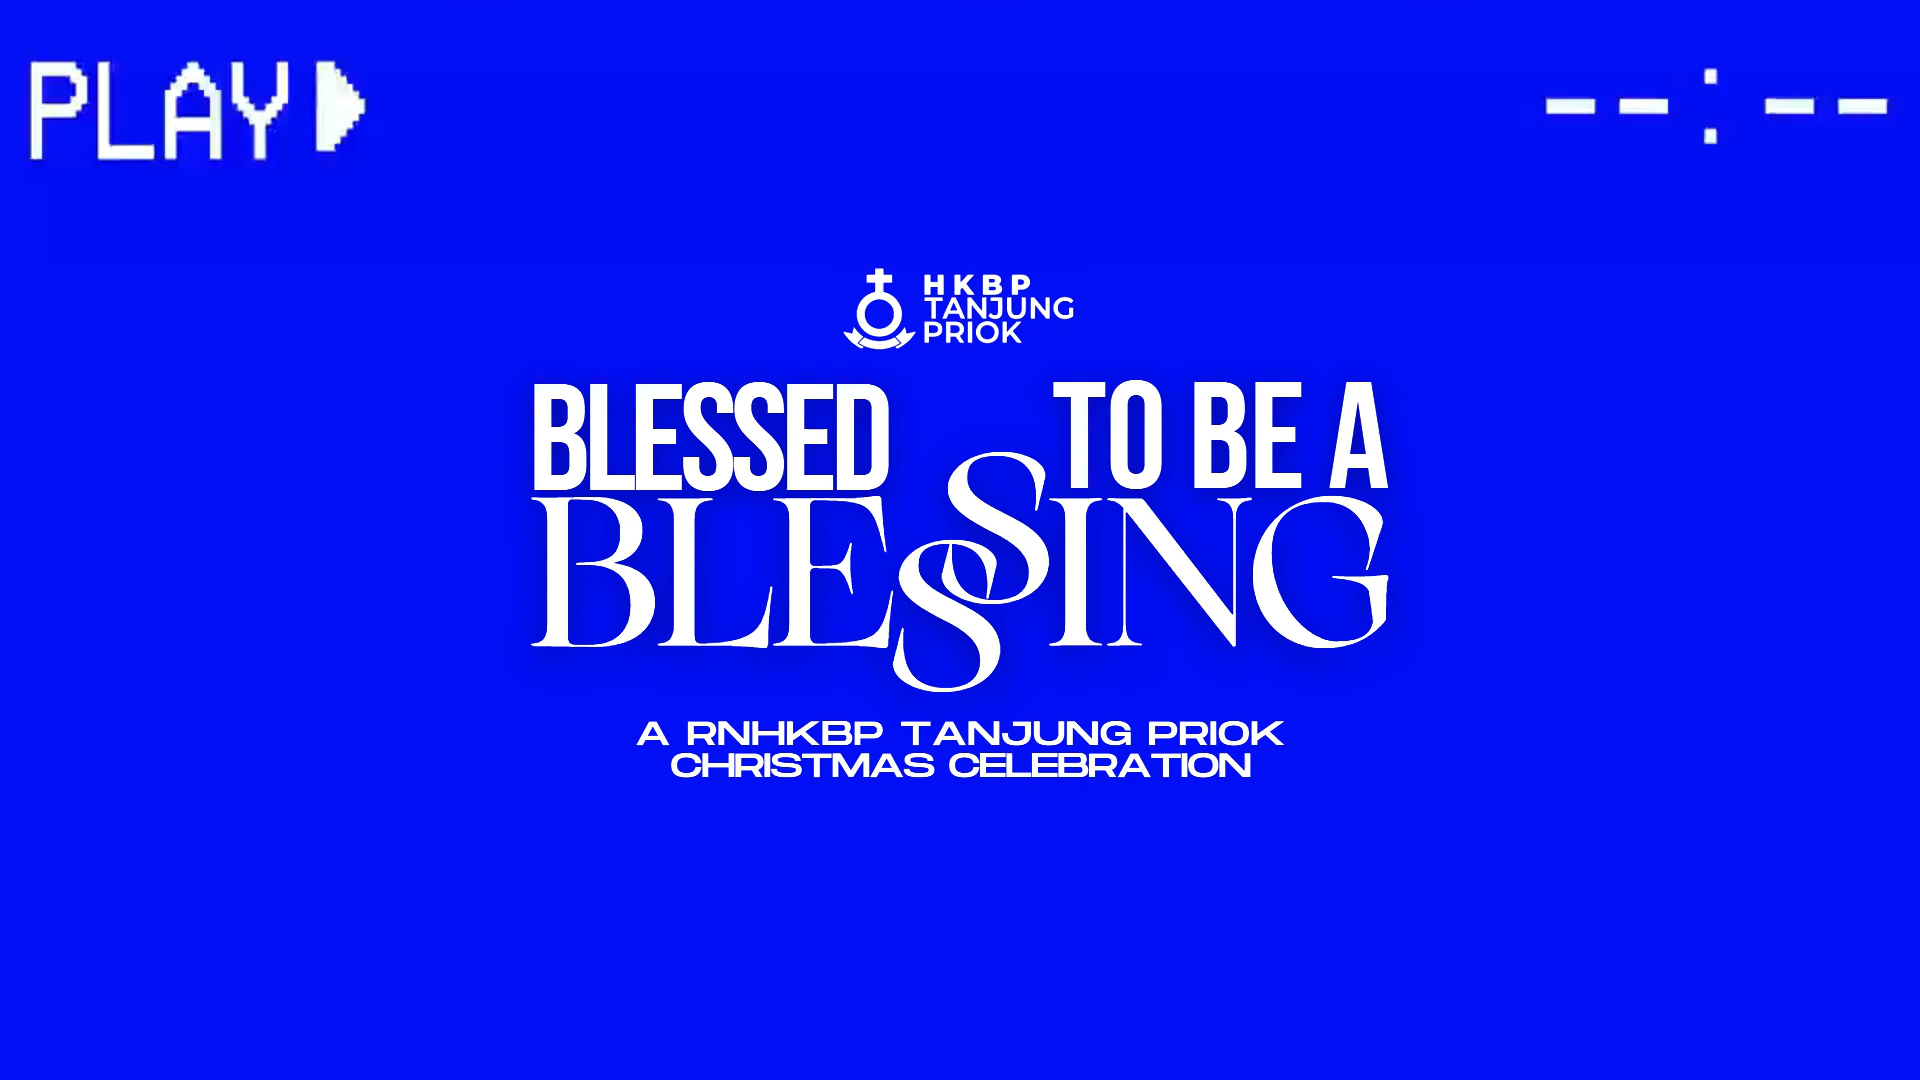 PLAY
--:--
HKBP
TANJUNG
PRIOK
BLESSED TO BE A
BLESSING
A RNHKBP TANJUNG PRIOK
CHRISTMAS CELEBRATION